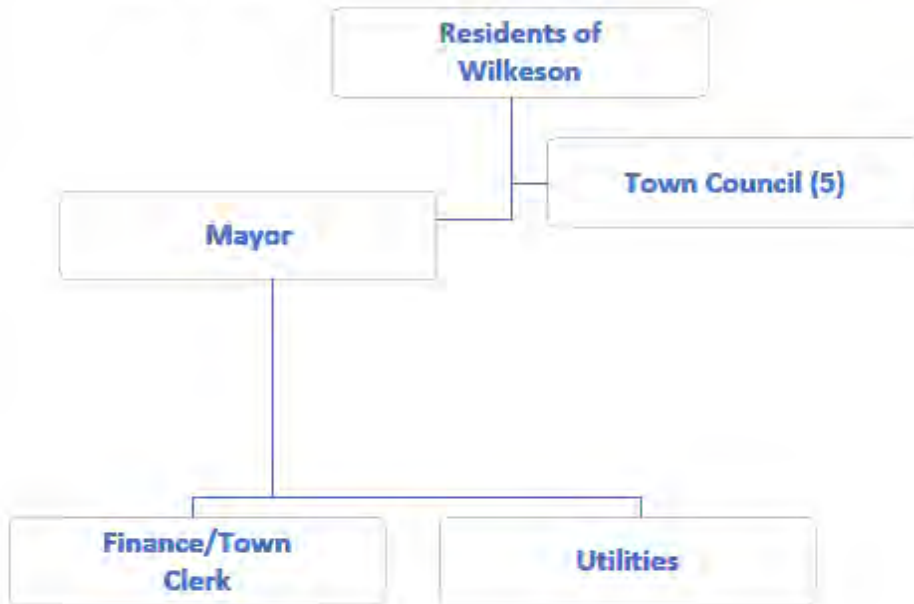 Residents of
Wilkeson
Town Council (5)
Mayor
Finance/Town
Clerk
Utilities